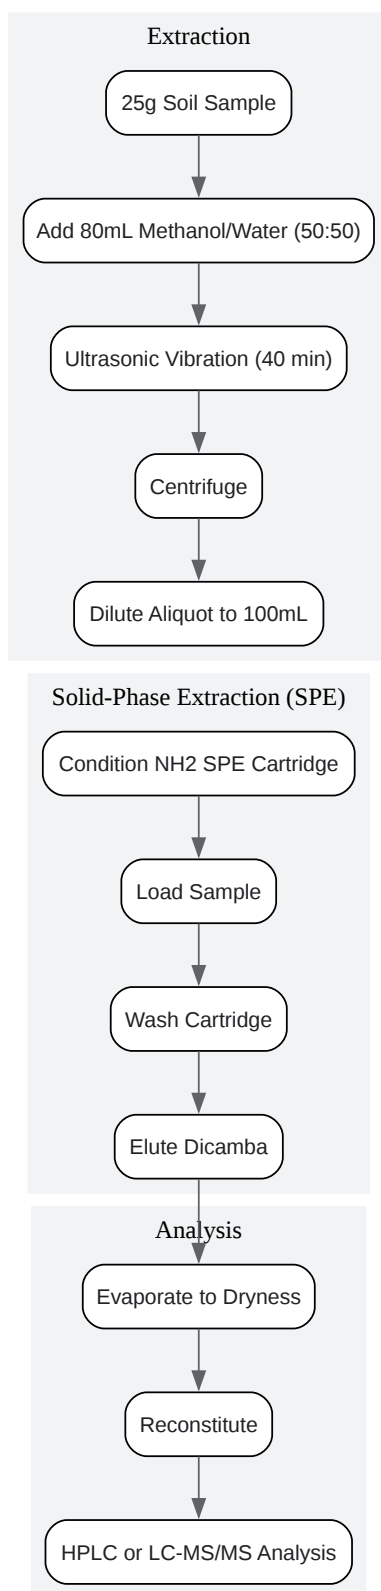 Extraction
25g Soil Sample
Add 80mL Methanol/Water (50:50)
Ultrasonic Vibration (40 min)
Centrifuge
Dilute Aliquot to 100mL
Solid-Phase Extraction (SPE)
Condition NH2 SPE Cartridge
Load Sample
Wash Cartridge
Elute Dicamba
Analysis
Evaporate to Dryness
Reconstitute
HPLC or LC-MS/MS Analysis